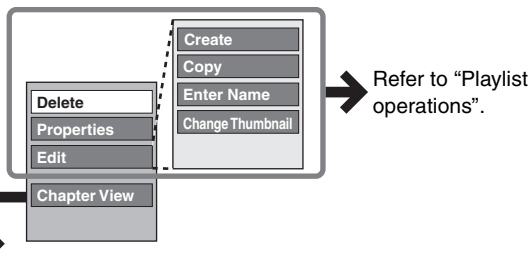 Create
Copy
Enter Name
Change Thumbnail
Delete
Properties
Edit
Chapter View
Refer to “Playlist
operations”.